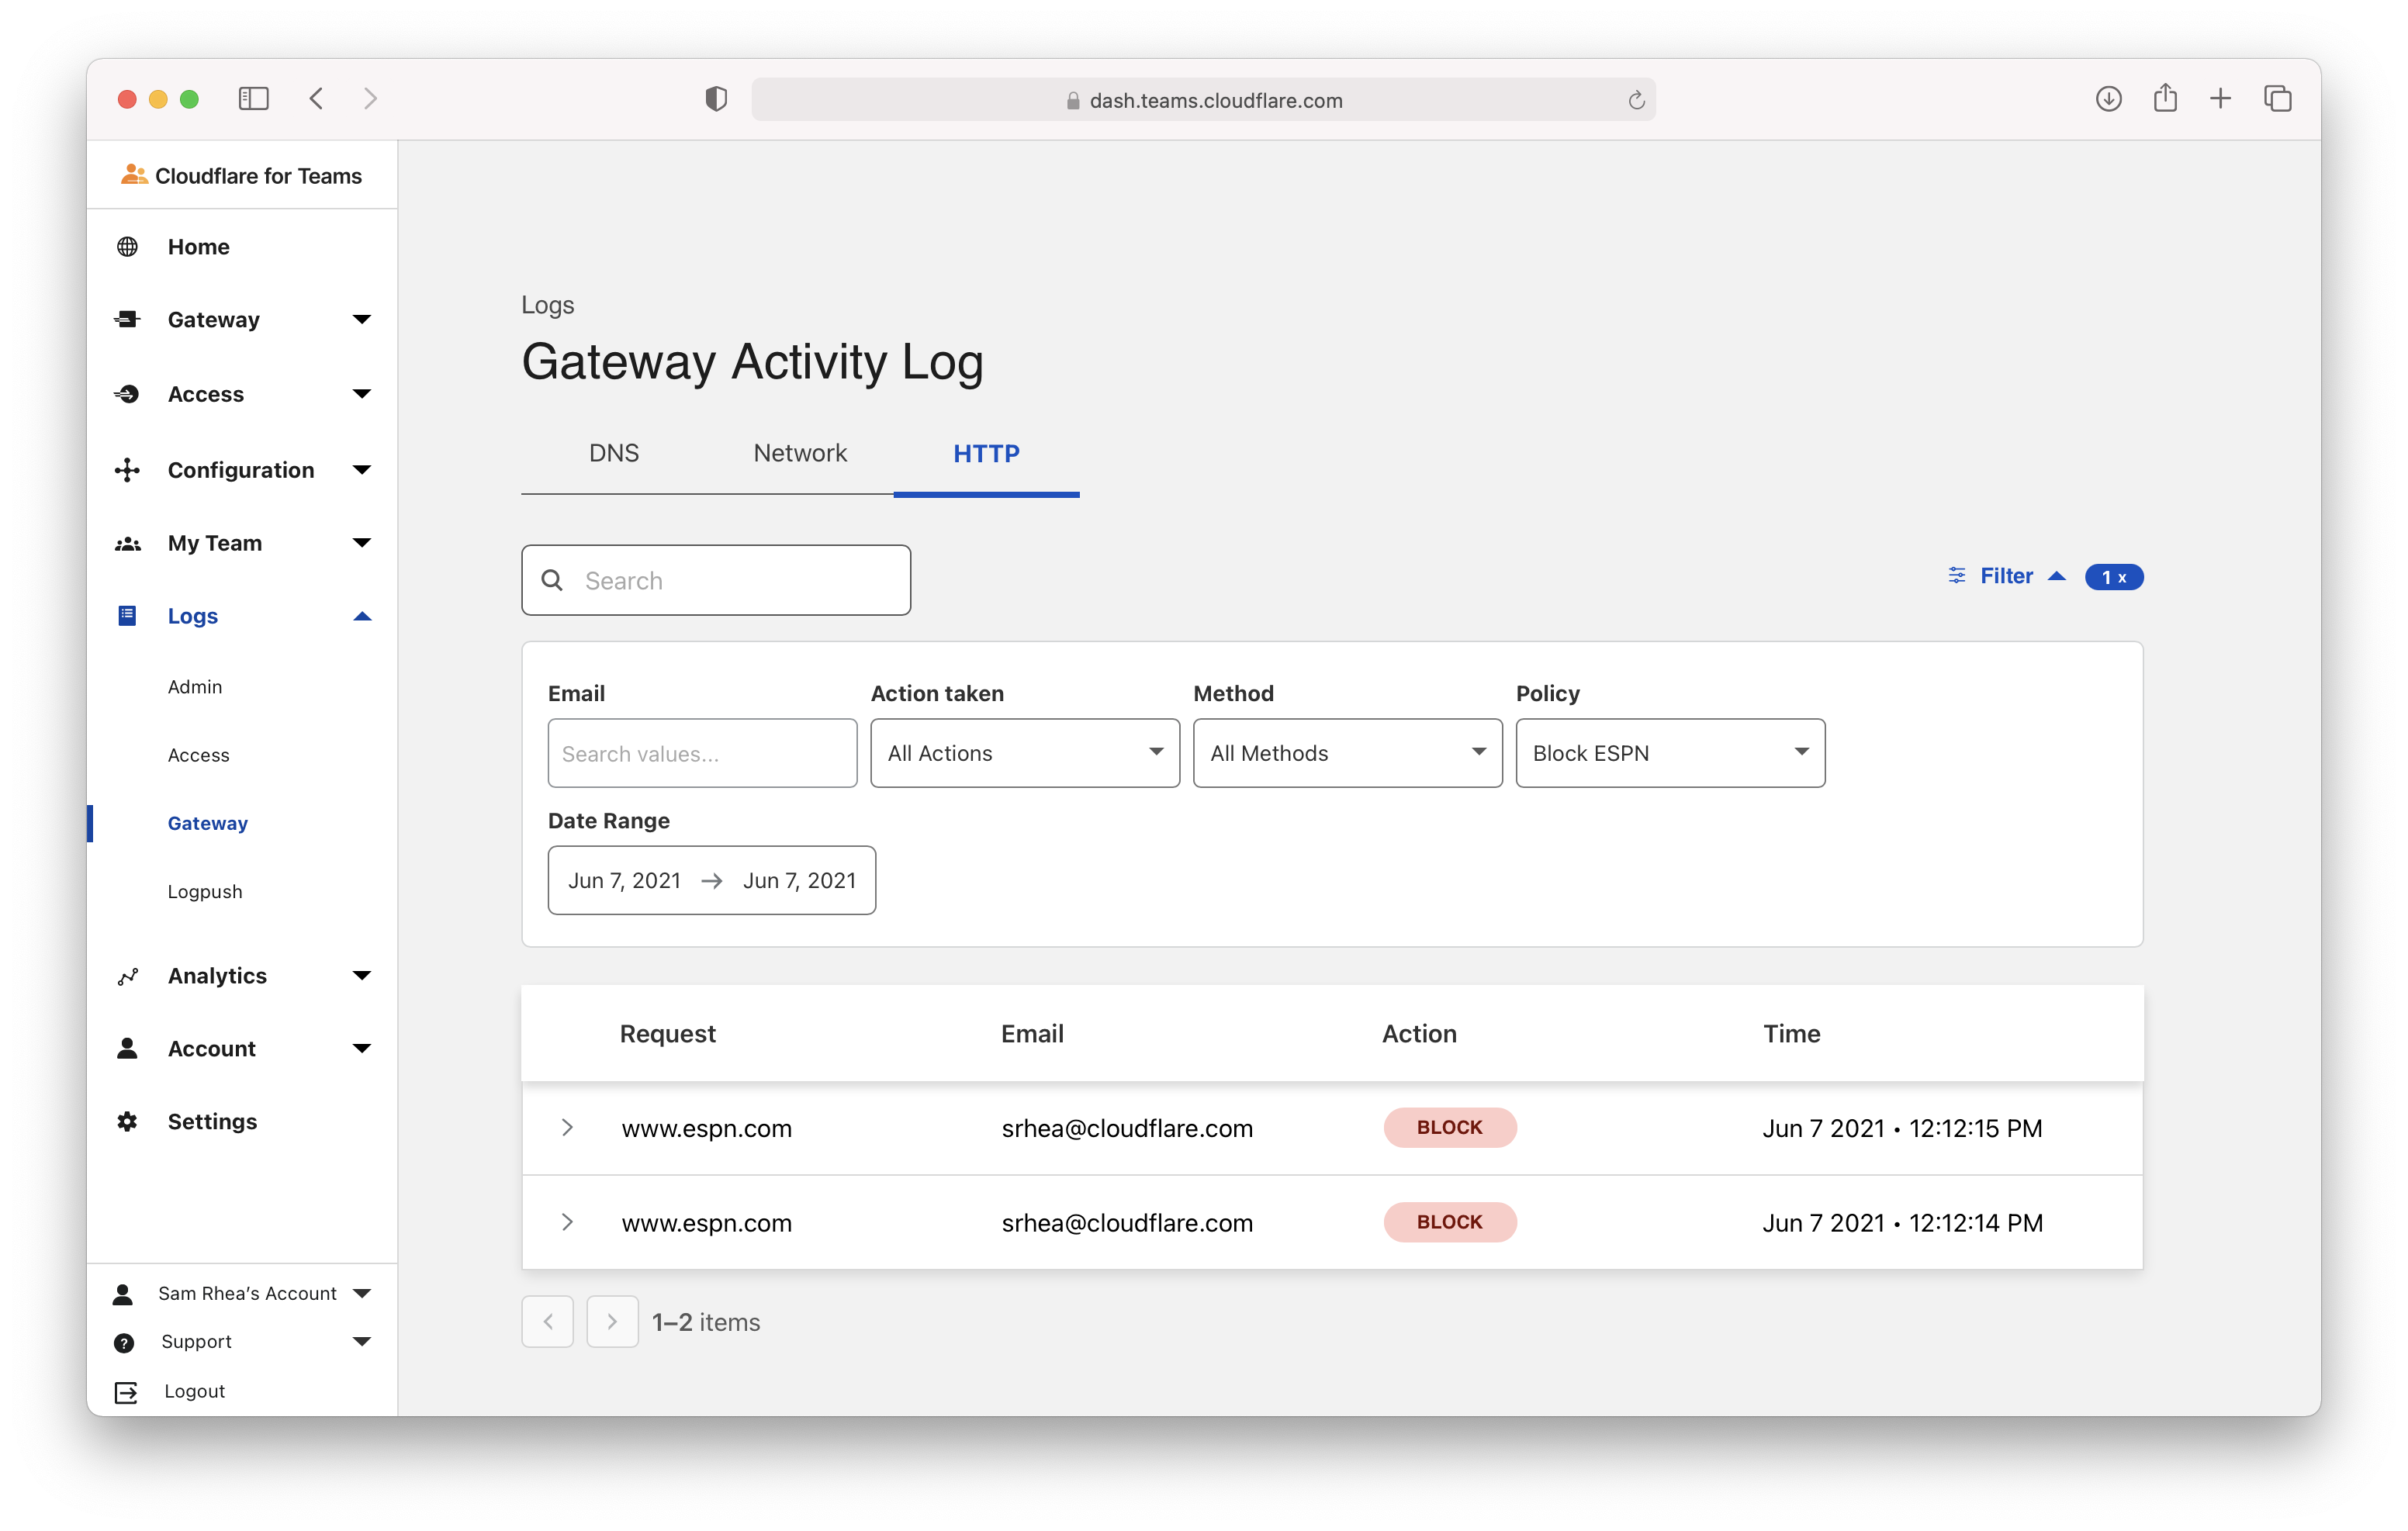 dash.teams.cloudflare.com
Cloudflare for Teams
Home
Gateway
Access
Configuration
My Team
Logs
Admin
Access
Gateway
Logpush
Analytics
Account
Settings
Sam Rhea’s Account
Support
Logout
Logs
Gateway Activity Log
DNS Network HTTP
Search
Filter 1 x
Email Action taken Method Policy
Search values... All Actions All Methods Block ESPN
Date Range
Jun 7, 2021 → Jun 7, 2021
Request Email Action Time
www.espn.com srhea@cloudflare.com BLOCK Jun 7 2021 • 12:12:15 PM
www.espn.com srhea@cloudflare.com BLOCK Jun 7 2021 • 12:12:14 PM
1–2 items